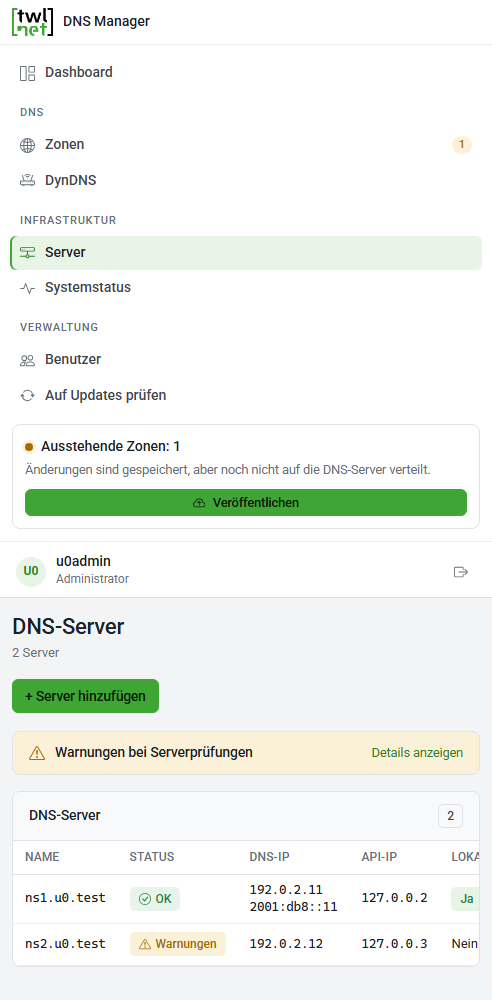 [twl
net]
DNS Manager
Dashboard
DNS
Zonen
1
DynDNS
INFRASTRUKTUR
Server
Systemstatus
VERWALTUNG
Benutzer
Auf Updates prüfen
Ausstehende Zonen: 1
Änderungen sind gespeichert, aber noch nicht auf die DNS-Server verteilt.
Veröffentlichen
U0
u0admin
Administrator
DNS-Server
2 Server
+ Server hinzufügen
Warnungen bei Serverprüfungen
Details anzeigen
DNS-Server
2
NAME STATUS DNS-IP API-IP LOKA
ns1.u0.test OK 192.0.2.11 127.0.0.2 Ja
2001:db8::11
ns2.u0.test Warnungen 192.0.2.12 127.0.0.3 Nein